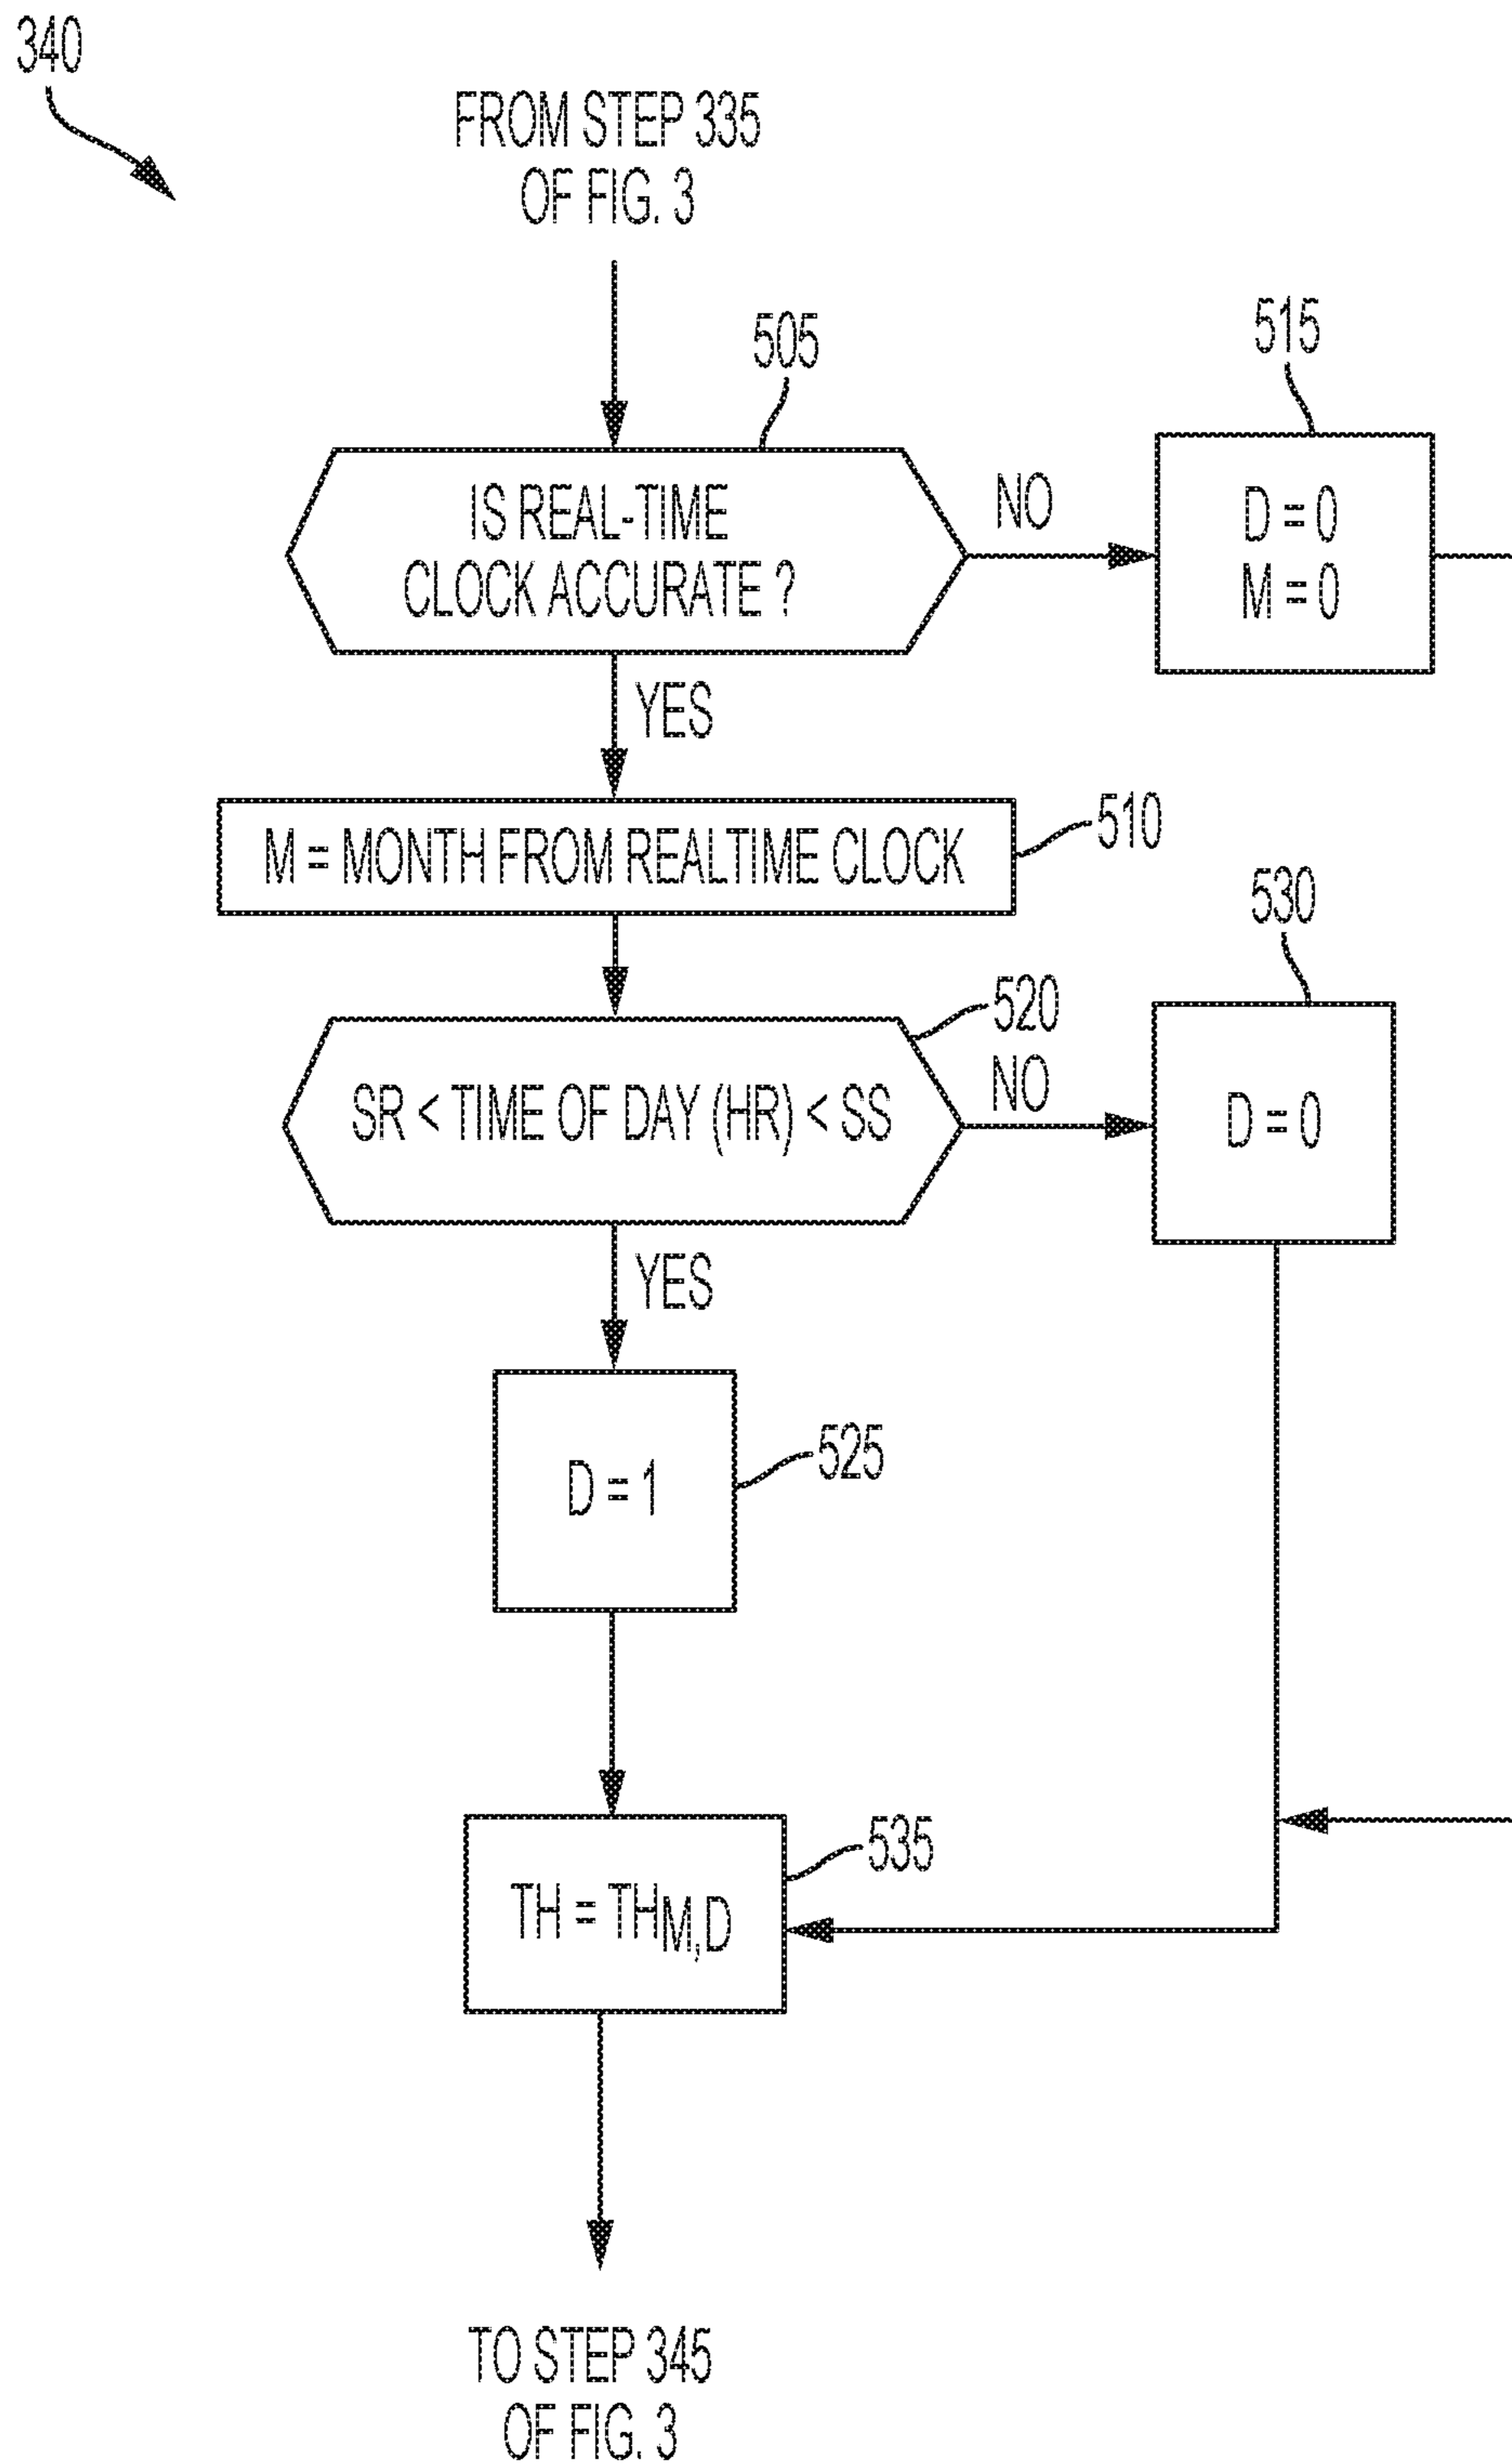 340
FROM STEP 335
OF FIG. 3
505
515
IS REAL-TIME
CLOCK ACCURATE ?
NO
D = 0
M = 0
YES
M = MONTH FROM REALTIME CLOCK
510
530
520
SR < TIME OF DAY (HR) < SS
NO
D = 0
YES
D = 1
525
535
TH = TH_M,D
TO STEP 345
OF FIG. 3